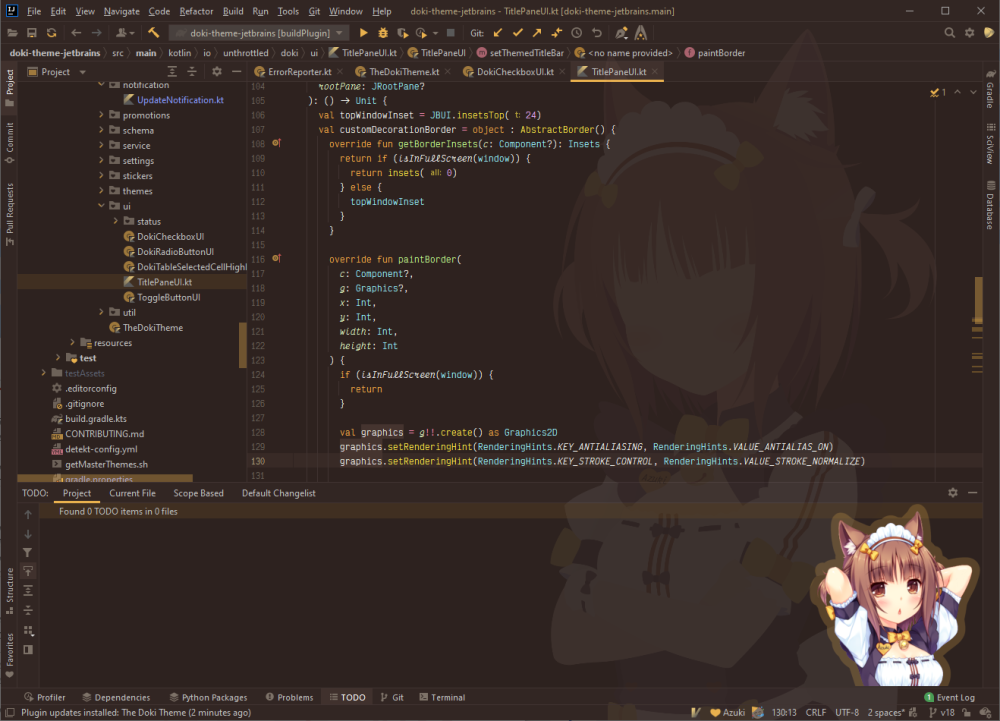 File Edit View Navigate Code Refactor Build Run Tools Git Window Help doki-theme-jetbrains - TitlePaneUI.kt [doki-theme-jetbrains.main]
doki-theme-jetbrains [buildPlugin] Git:
doki-theme-jetbrains src main kotlin io unthrottled doki ui TitlePaneUI.kt TitlePaneUI setThemedTitleBar <no name provided> paintBorder
Project
ErrorReporter.kt TheDokiTheme.kt DokiCheckboxUI.kt TitlePaneUI.kt
Project
Commit
Pull Requests
Structure
Favorites
notification
UpdateNotification.kt
promotions
schema
service
settings
stickers
themes
ui
status
DokiCheckboxUI
DokiRadioButtonUI
DokiTableSelectedCellHighl
TitlePaneUI.kt
ToggleButtonUI
util
TheDokiTheme
resources
test
testAssets
.editorconfig
.gitignore
build.gradle.kts
CONTRIBUTING.md
detekt-config.yml
getMasterThemes.sh
gradle.properties
104 rootPane: JRootPane?
105 ): () → Unit {
106 val topWindowInset = JBUI.insetsTop( t: 24)
107 val customDecorationBorder = object : AbstractBorder() {
108 override fun getBorderInsets(c: Component?): Insets {
109 return if (isInFullScreen(window)) {
110 return insets( all: 0)
111 } else {
112 topWindowInset
113 }
114 }
115
116 override fun paintBorder(
117 c: Component?,
118 g: Graphics?,
119 x: Int,
120 y: Int,
121 width: Int,
122 height: Int
123 ) {
124 if (isInFullScreen(window)) {
125 return
126 }
127
128 val graphics = g!!.create() as Graphics2D
129 graphics.setRenderingHint(RenderingHints.KEY_ANTIALIASING, RenderingHints.VALUE_ANTIALIAS_ON)
130 graphics.setRenderingHint(RenderingHints.KEY_STROKE_CONTROL, RenderingHints.VALUE_STROKE_NORMALIZE)
131
1
Gradle
SciView
Database
TODO: Project Current File Scope Based Default Changelist
Found 0 TODO items in 0 files
Profiler Dependencies Python Packages Problems TODO Git Terminal 1 Event Log
Plugin updates installed: The Doki Theme (2 minutes ago) Azuki 130:13 CRLF UTF-8 2 spaces* v18